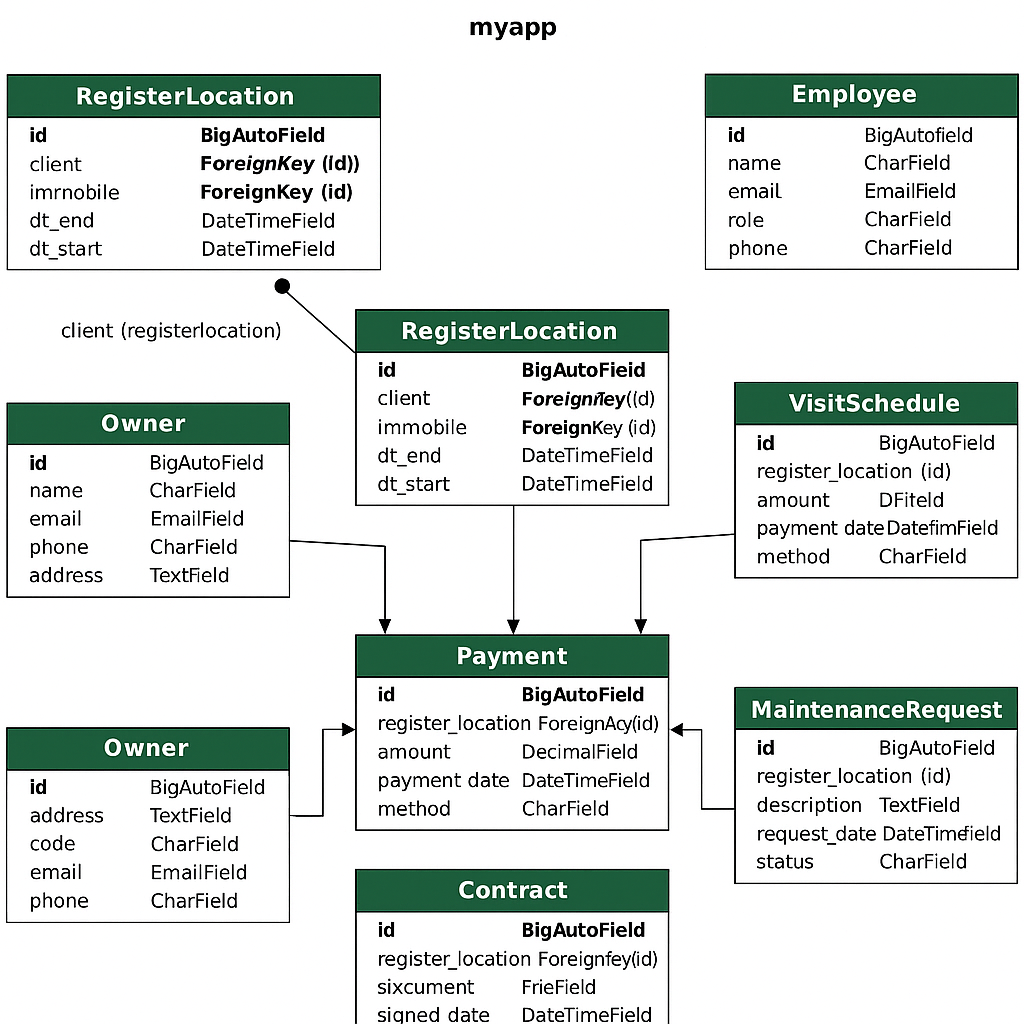 myapp
RegisterLocation
id BigAutoField
client ForeignKey (id))
imrnobile ForeignKey (id)
dt_end DateTimeField
dt_start DateTimeField
Employee
id BigAutofield
name CharField
email EmailField
role CharField
phone CharField
client (registerlocation)
RegisterLocation
id BigAutoFieid
client
immobile ForeignKey (id)
dt_end DateTimeField
dt_start DateTimeField
Owner
id BigAutoField
name CharField
email EmailField
phone CharField
address TextField
VisitSchedule
id BigAutoField
register_location (id)
amount
payment date
method CharField
Payment
id BigAutoField
register_location ForeignAcy(id)
amount DecimalField
payment date DateTimeField
method CharField
Owner
id BigAutoField
address TextField
code CharField
email EmailField
phone CharField
MaintenanceRequest
id BigAutoField
register_location (id)
description TextField
request_date DateTimefield
status CharField
Contract
id BigAutoField
register_location Foreignfey(id)
sixcument FrieField
signed date DateTimeField